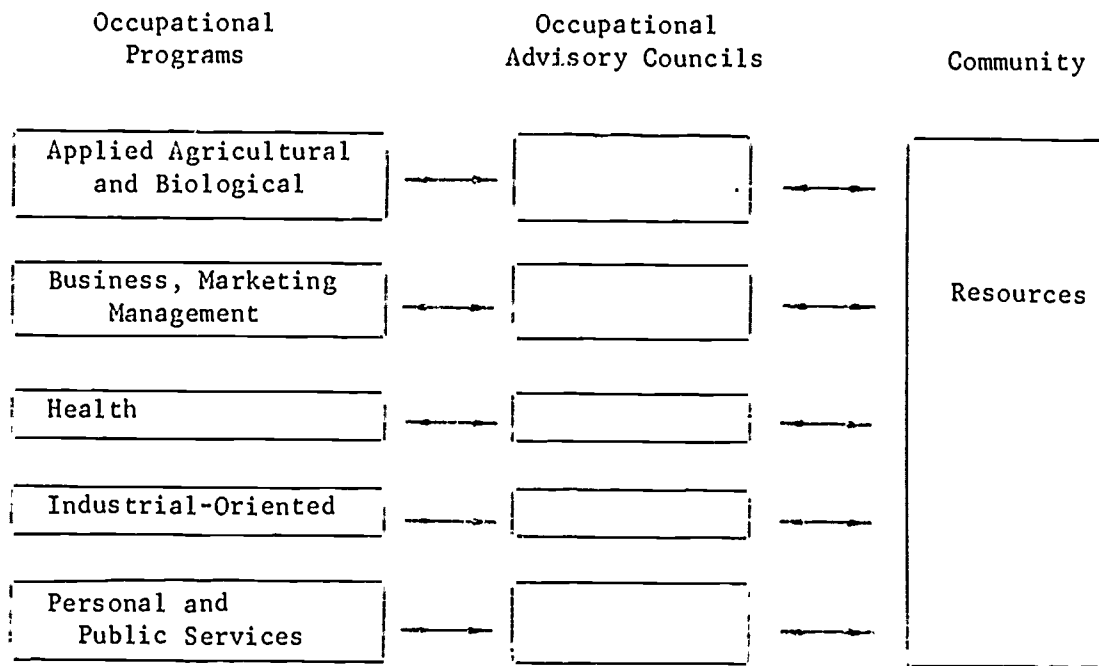 Occupational
Programs
Occupational
Advisory Councils
Community
Applied Agricultural
and Biological
Business, Marketing
Management
Resources
Health
Industrial-Oriented
Personal and
Public Services